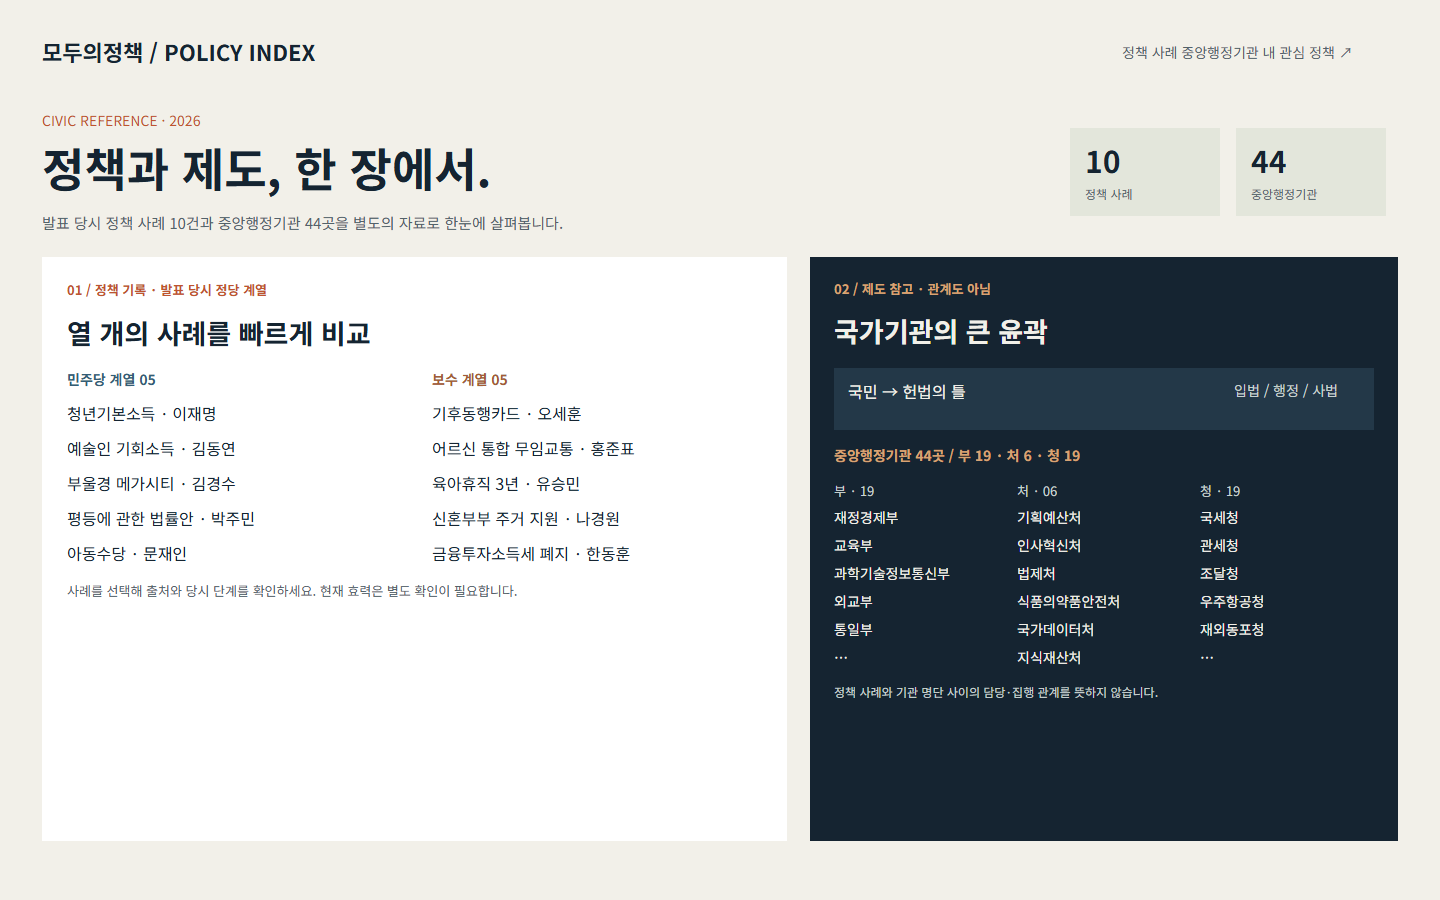 모두의정책 / POLICY INDEX
정책 사례 중앙행정기관 내 관심 정책 ↗
CIVIC REFERENCE · 2026
정책과 제도, 한 장에서.
발표 당시 정책 사례 10건과 중앙행정기관 44곳을 별도의 자료로 한눈에 살펴봅니다.
10
정책 사례
44
중앙행정기관
01 / 정책 기록 · 발표 당시 정당 계열
열 개의 사례를 빠르게 비교
민주당 계열 05
청년기본소득 · 이재명
예술인 기회소득 · 김동연
부울경 메가시티 · 김경수
평등에 관한 법률안 · 박주민
아동수당 · 문재인
보수 계열 05
기후동행카드 · 오세훈
어르신 통합 무임교통 · 홍준표
육아휴직 3년 · 유승민
신혼부부 주거 지원 · 나경원
금융투자소득세 폐지 · 한동훈
사례를 선택해 출처와 당시 단계를 확인하세요. 현재 효력은 별도 확인이 필요합니다.
02 / 제도 참고 · 관계도 아님
국가기관의 큰 윤곽
국민 → 헌법의 틀
입법 / 행정 / 사법
중앙행정기관 44곳 / 부 19 · 처 6 · 청 19
부 · 19
재정경제부
교육부
과학기술정보통신부
외교부
통일부
…
처 · 06
기획예산처
인사혁신처
법제처
식품의약품안전처
국가데이터처
지식재산처
청 · 19
국세청
관세청
조달청
우주항공청
재외동포청
…
정책 사례와 기관 명단 사이의 담당·집행 관계를 뜻하지 않습니다.